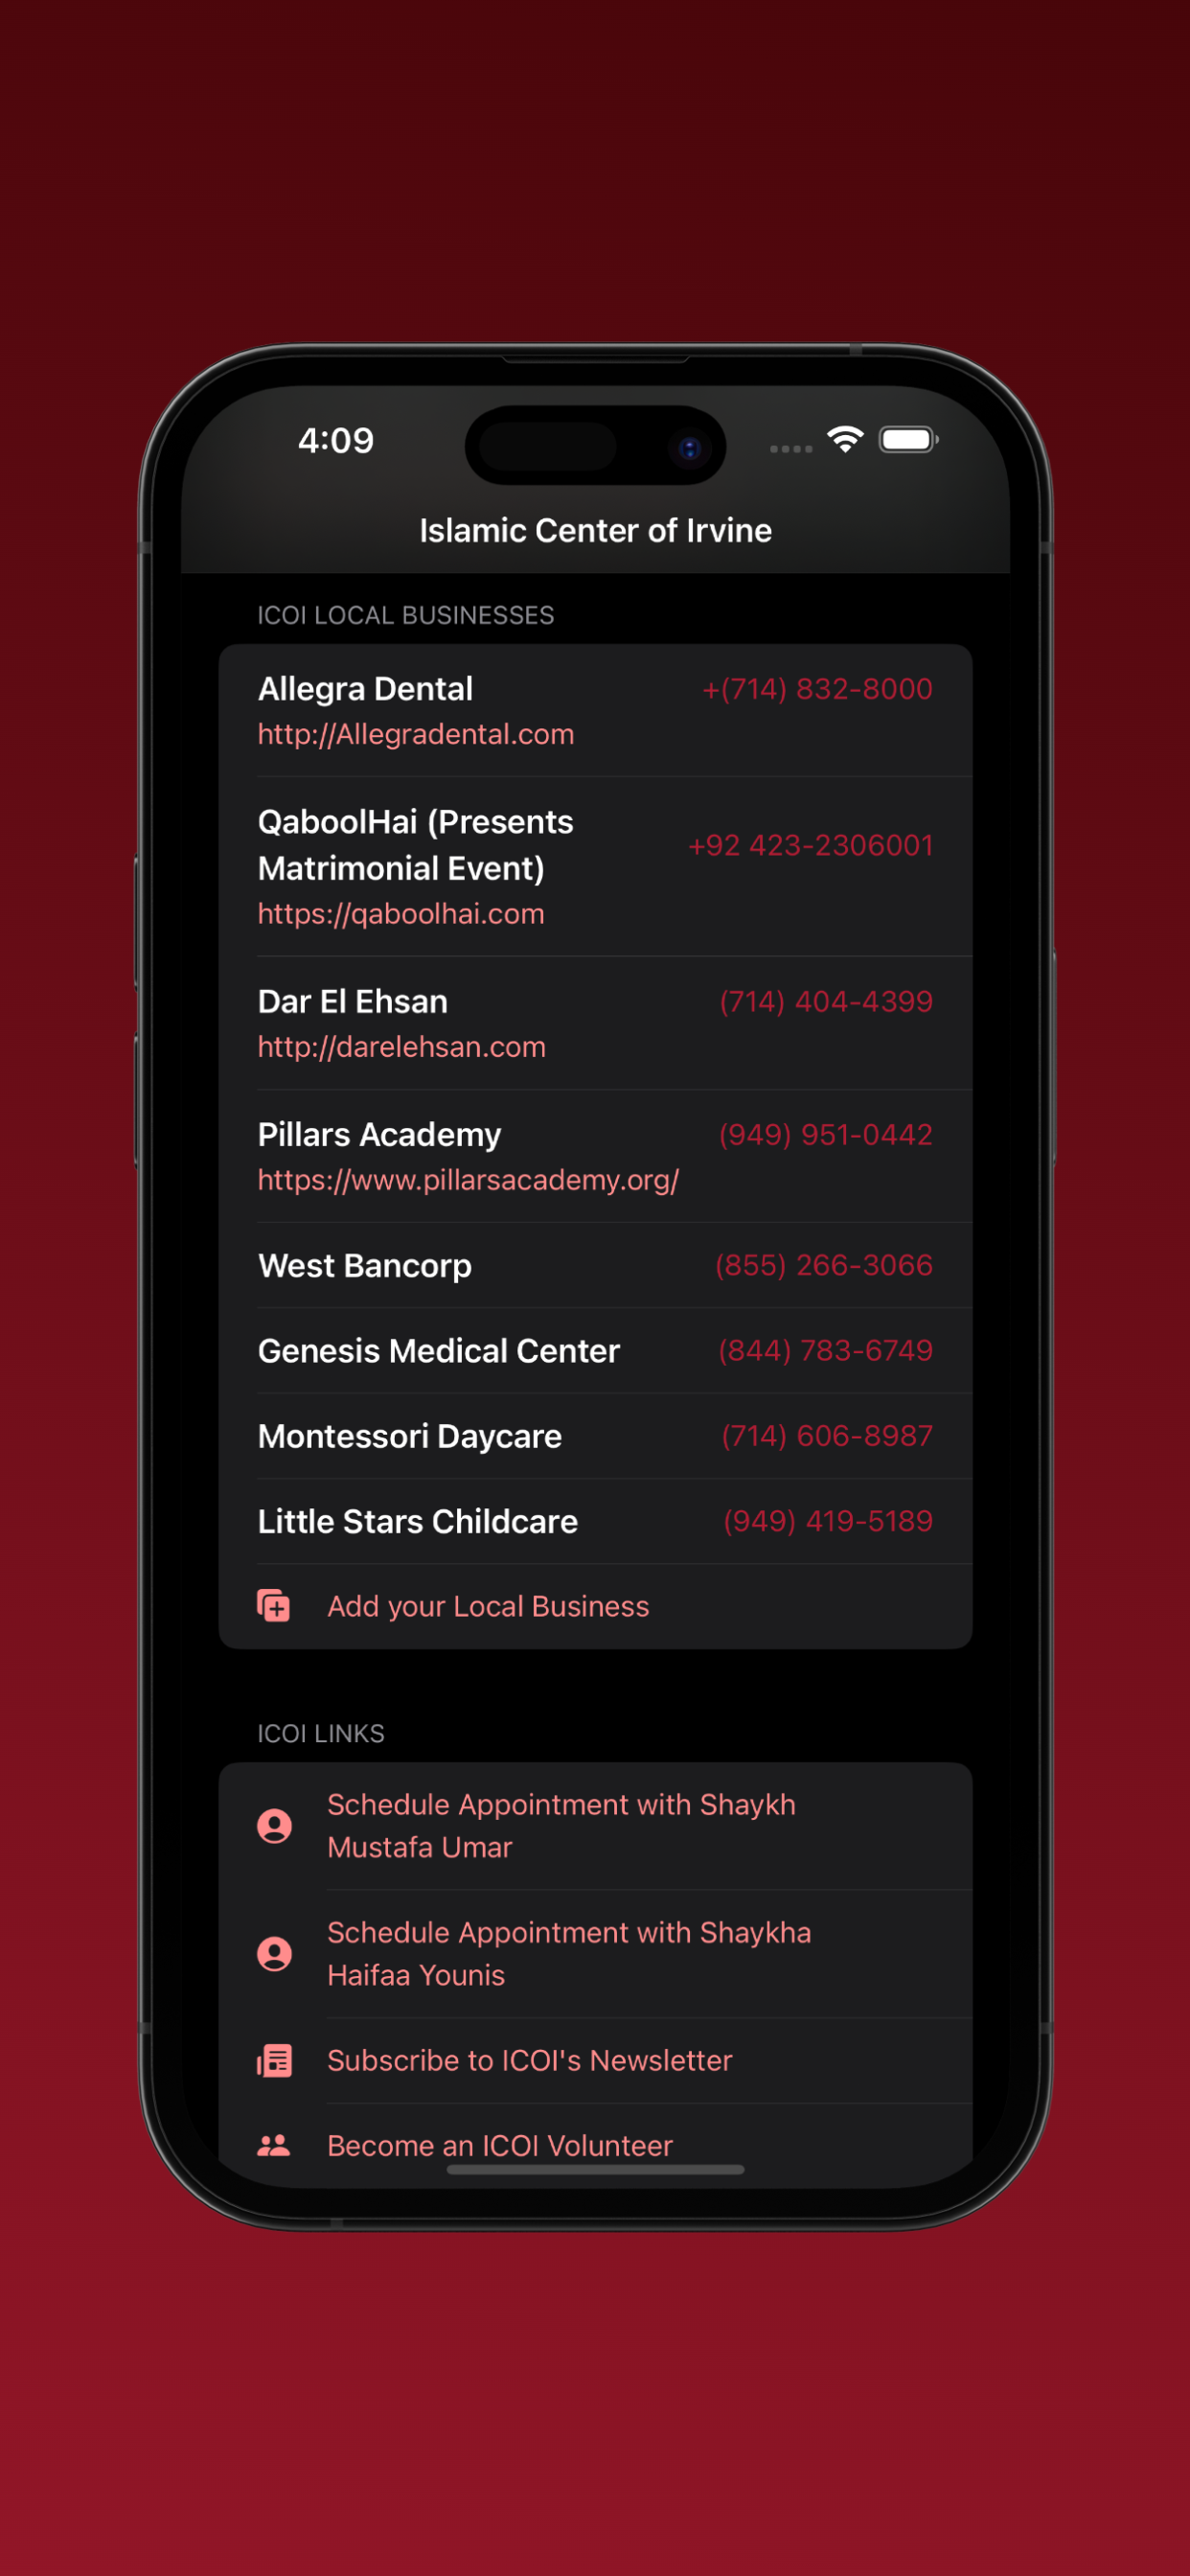 4:09
Islamic Center of Irvine
ICOI LOCAL BUSINESSES
Allegra Dental
+(714) 832-8000
http://Allegradental.com
QaboolHai (Presents
Matrimonial Event)
+92 423-2306001
https://qaboolhai.com
Dar El Ehsan
(714) 404-4399
http://darelehsan.com
Pillars Academy
(949) 951-0442
https://www.pillarsacademy.org/
West Bancorp
(855) 266-3066
Genesis Medical Center
(844) 783-6749
Montessori Daycare
(714) 606-8987
Little Stars Childcare
(949) 419-5189
Add your Local Business
ICOI LINKS
Schedule Appointment with Shaykh
Mustafa Umar
Schedule Appointment with Shaykha
Haifaa Younis
Subscribe to ICOI's Newsletter
Become an ICOI Volunteer